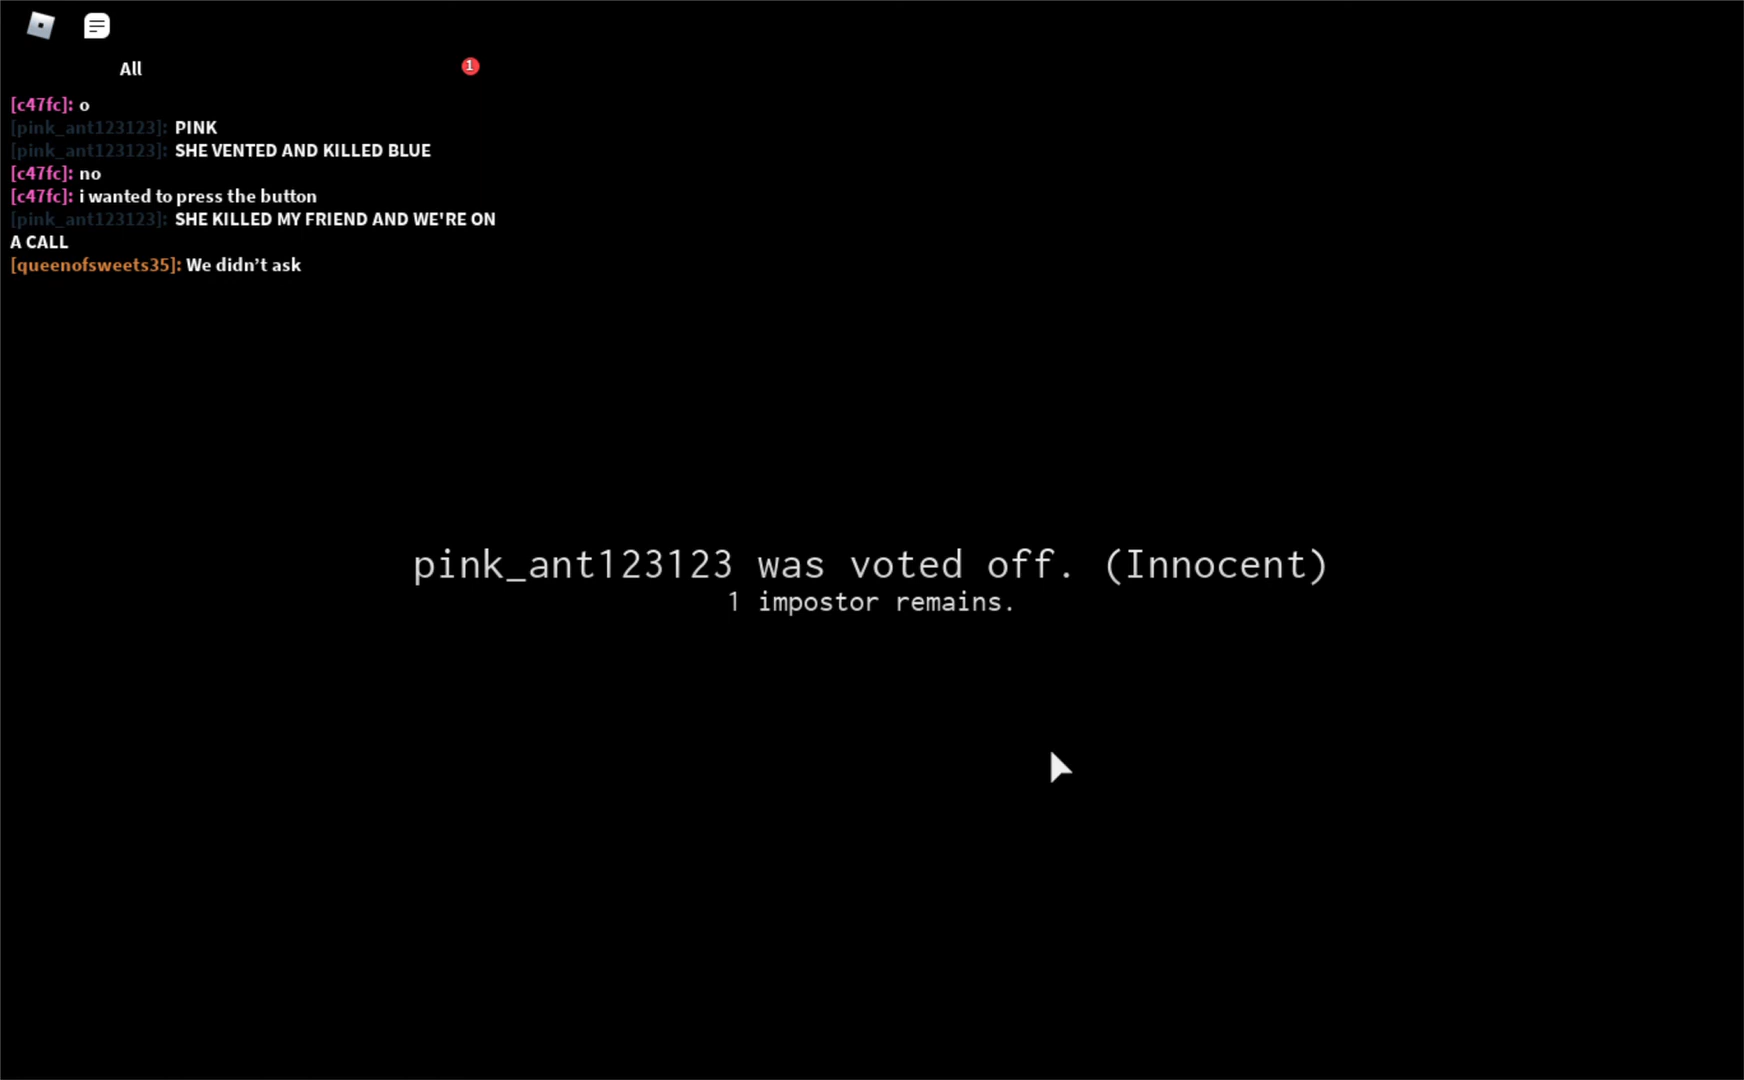 All
1
[c47fc]: o
[pink_ant123123]: PINK
[pink_ant123123]: SHE VENTED AND KILLED BLUE
[c47fc]: no
[c47fc]: i wanted to press the button
[pink_ant123123]: SHE KILLED MY FRIEND AND WE'RE ON
A CALL
[queenofsweets35]: We didn’t ask
pink_ant123123 was voted off. (Innocent)
1 impostor remains.